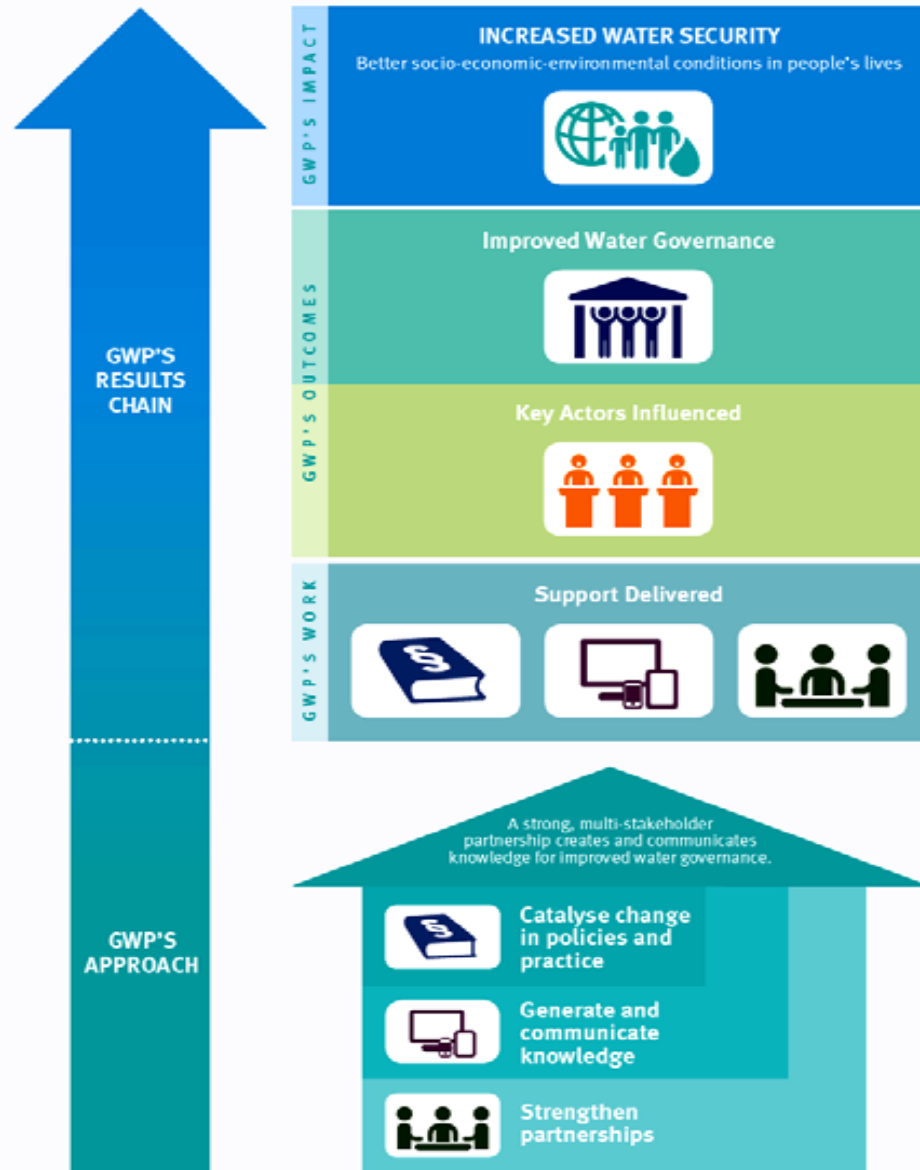 GWP'S
RESULTS
CHAIN
GWP'S
APPROACH
GWP'S IMPACT
INCREASED WATER SECURITY
Better socio-economic-environmental conditions in people's lives
GWP'S OUTCOMES
Improved Water Governance
Key Actors Influenced
GWP'S WORK
Support Delivered
§
A strong, multi-stakeholder
partnership creates and communicates
knowledge for improved water governance.
§
Catalyse change
in policies and
practice
Generate and
communicate
knowledge
Strengthen
partnerships